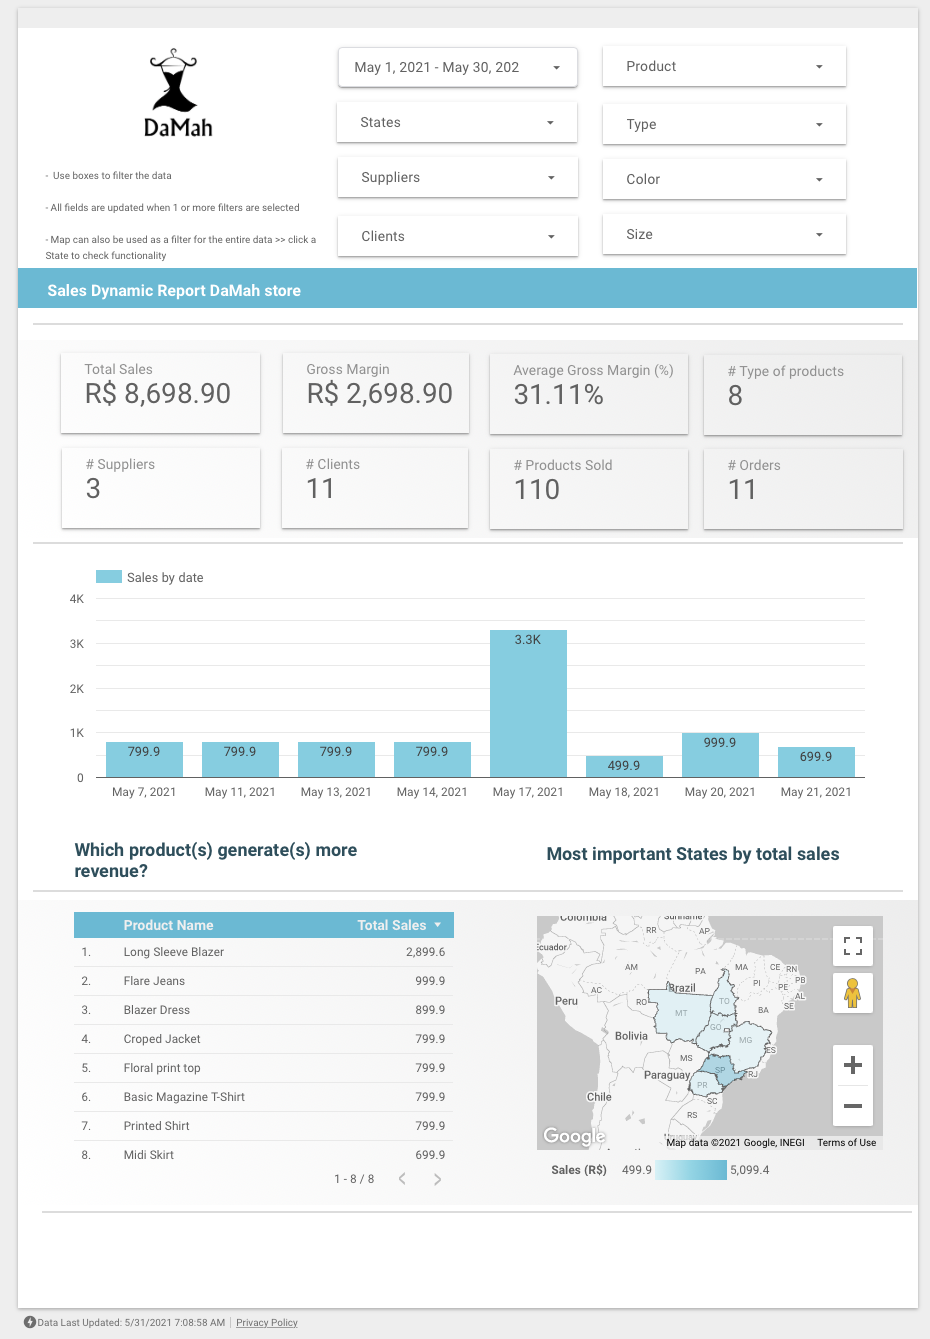 DaMah
May 1, 2021 - May 30, 202
Product
States
Type
Suppliers
Color
Clients
Size
- Use boxes to filter the data
- All fields are updated when 1 or more filters are selected
- Map can also be used as a filter for the entire data >> click a
State to check functionality
Sales Dynamic Report DaMah store
Total Sales
R$ 8,698.90
Gross Margin
R$ 2,698.90
Average Gross Margin (%)
31.11%
# Type of products
8
# Suppliers
3
# Clients
11
# Products Sold
110
# Orders
11
Sales by date
4K
3K
2K
1K
0
799.9
799.9
799.9
799.9
3.3K
499.9
999.9
699.9
May 7, 2021
May 11, 2021
May 13, 2021
May 14, 2021
May 17, 2021
May 18, 2021
May 20, 2021
May 21, 2021
Which product(s) generate(s) more
revenue?
Most important States by total sales
Product Name Total Sales
1. Long Sleeve Blazer 2,899.6
2. Flare Jeans 999.9
3. Blazer Dress 899.9
4. Croped Jacket 799.9
5. Floral print top 799.9
6. Basic Magazine T-Shirt 799.9
7. Printed Shirt 799.9
8. Midi Skirt 699.9
1 - 8 / 8
Colombia
Suriname
RR
AP
Ecuador
AM
PA
MA
CE
RN
PB
PE
AL
SE
PI
AC
RO
Brazil
TO
Peru
MT
BA
GO
Bolivia
MG
ES
MS
SP
RJ
Paraguay
PR
Chile
SC
RS
Uruguay
Google
Map data ©2021 Google, INEGI
Terms of Use
Sales (R$) 499.9 5,099.4
Data Last Updated: 5/31/2021 7:08:58 AM
Privacy Policy